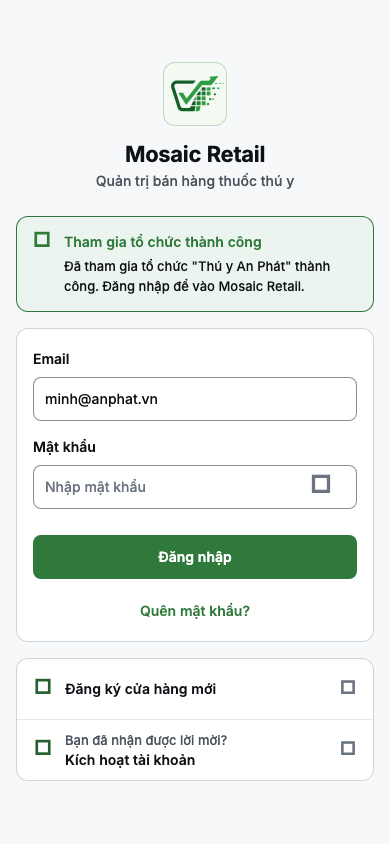 Mosaic Retail
Quản trị bán hàng thuốc thú y
Tham gia tổ chức thành công
Đã tham gia tổ chức "Thú y An Phát" thành
công. Đăng nhập để vào Mosaic Retail.
Email
minh@anphat.vn
Mật khẩu
Nhập mật khẩu
Đăng nhập
Quên mật khẩu?
Đăng ký cửa hàng mới
Bạn đã nhận được lời mời?
Kích hoạt tài khoản